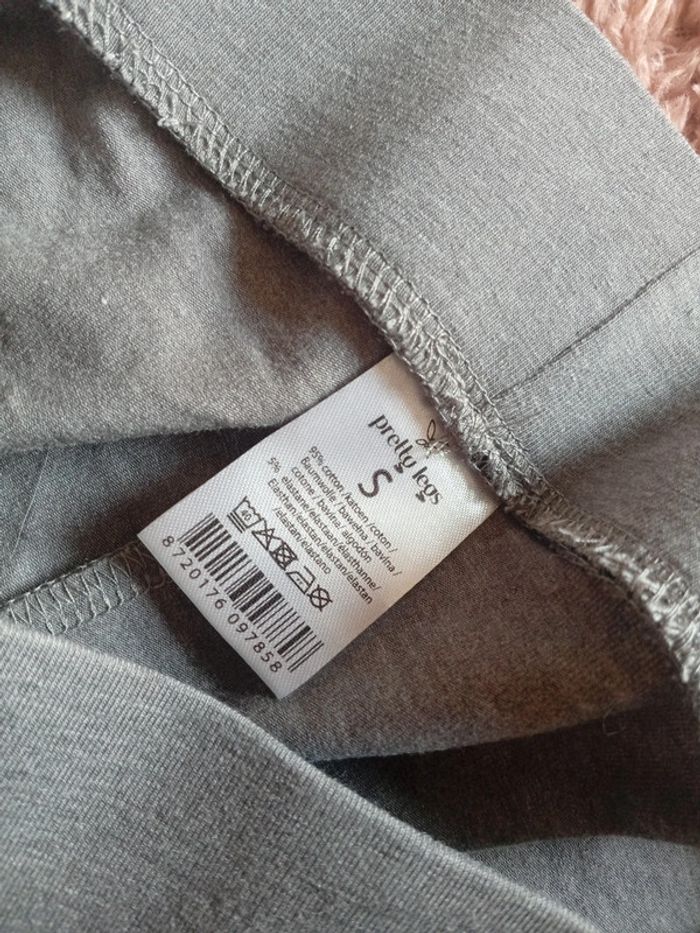 pretty legs
S
95% cotton /katoen/coton/
Baumwolle / bawełna / bavlna /
cotone / bavlna, algodón
5% elastane/elastaan/élasthanne/
Elasthan/elastan/elastan/elastan
/elastan/elastano
8 720176 097858